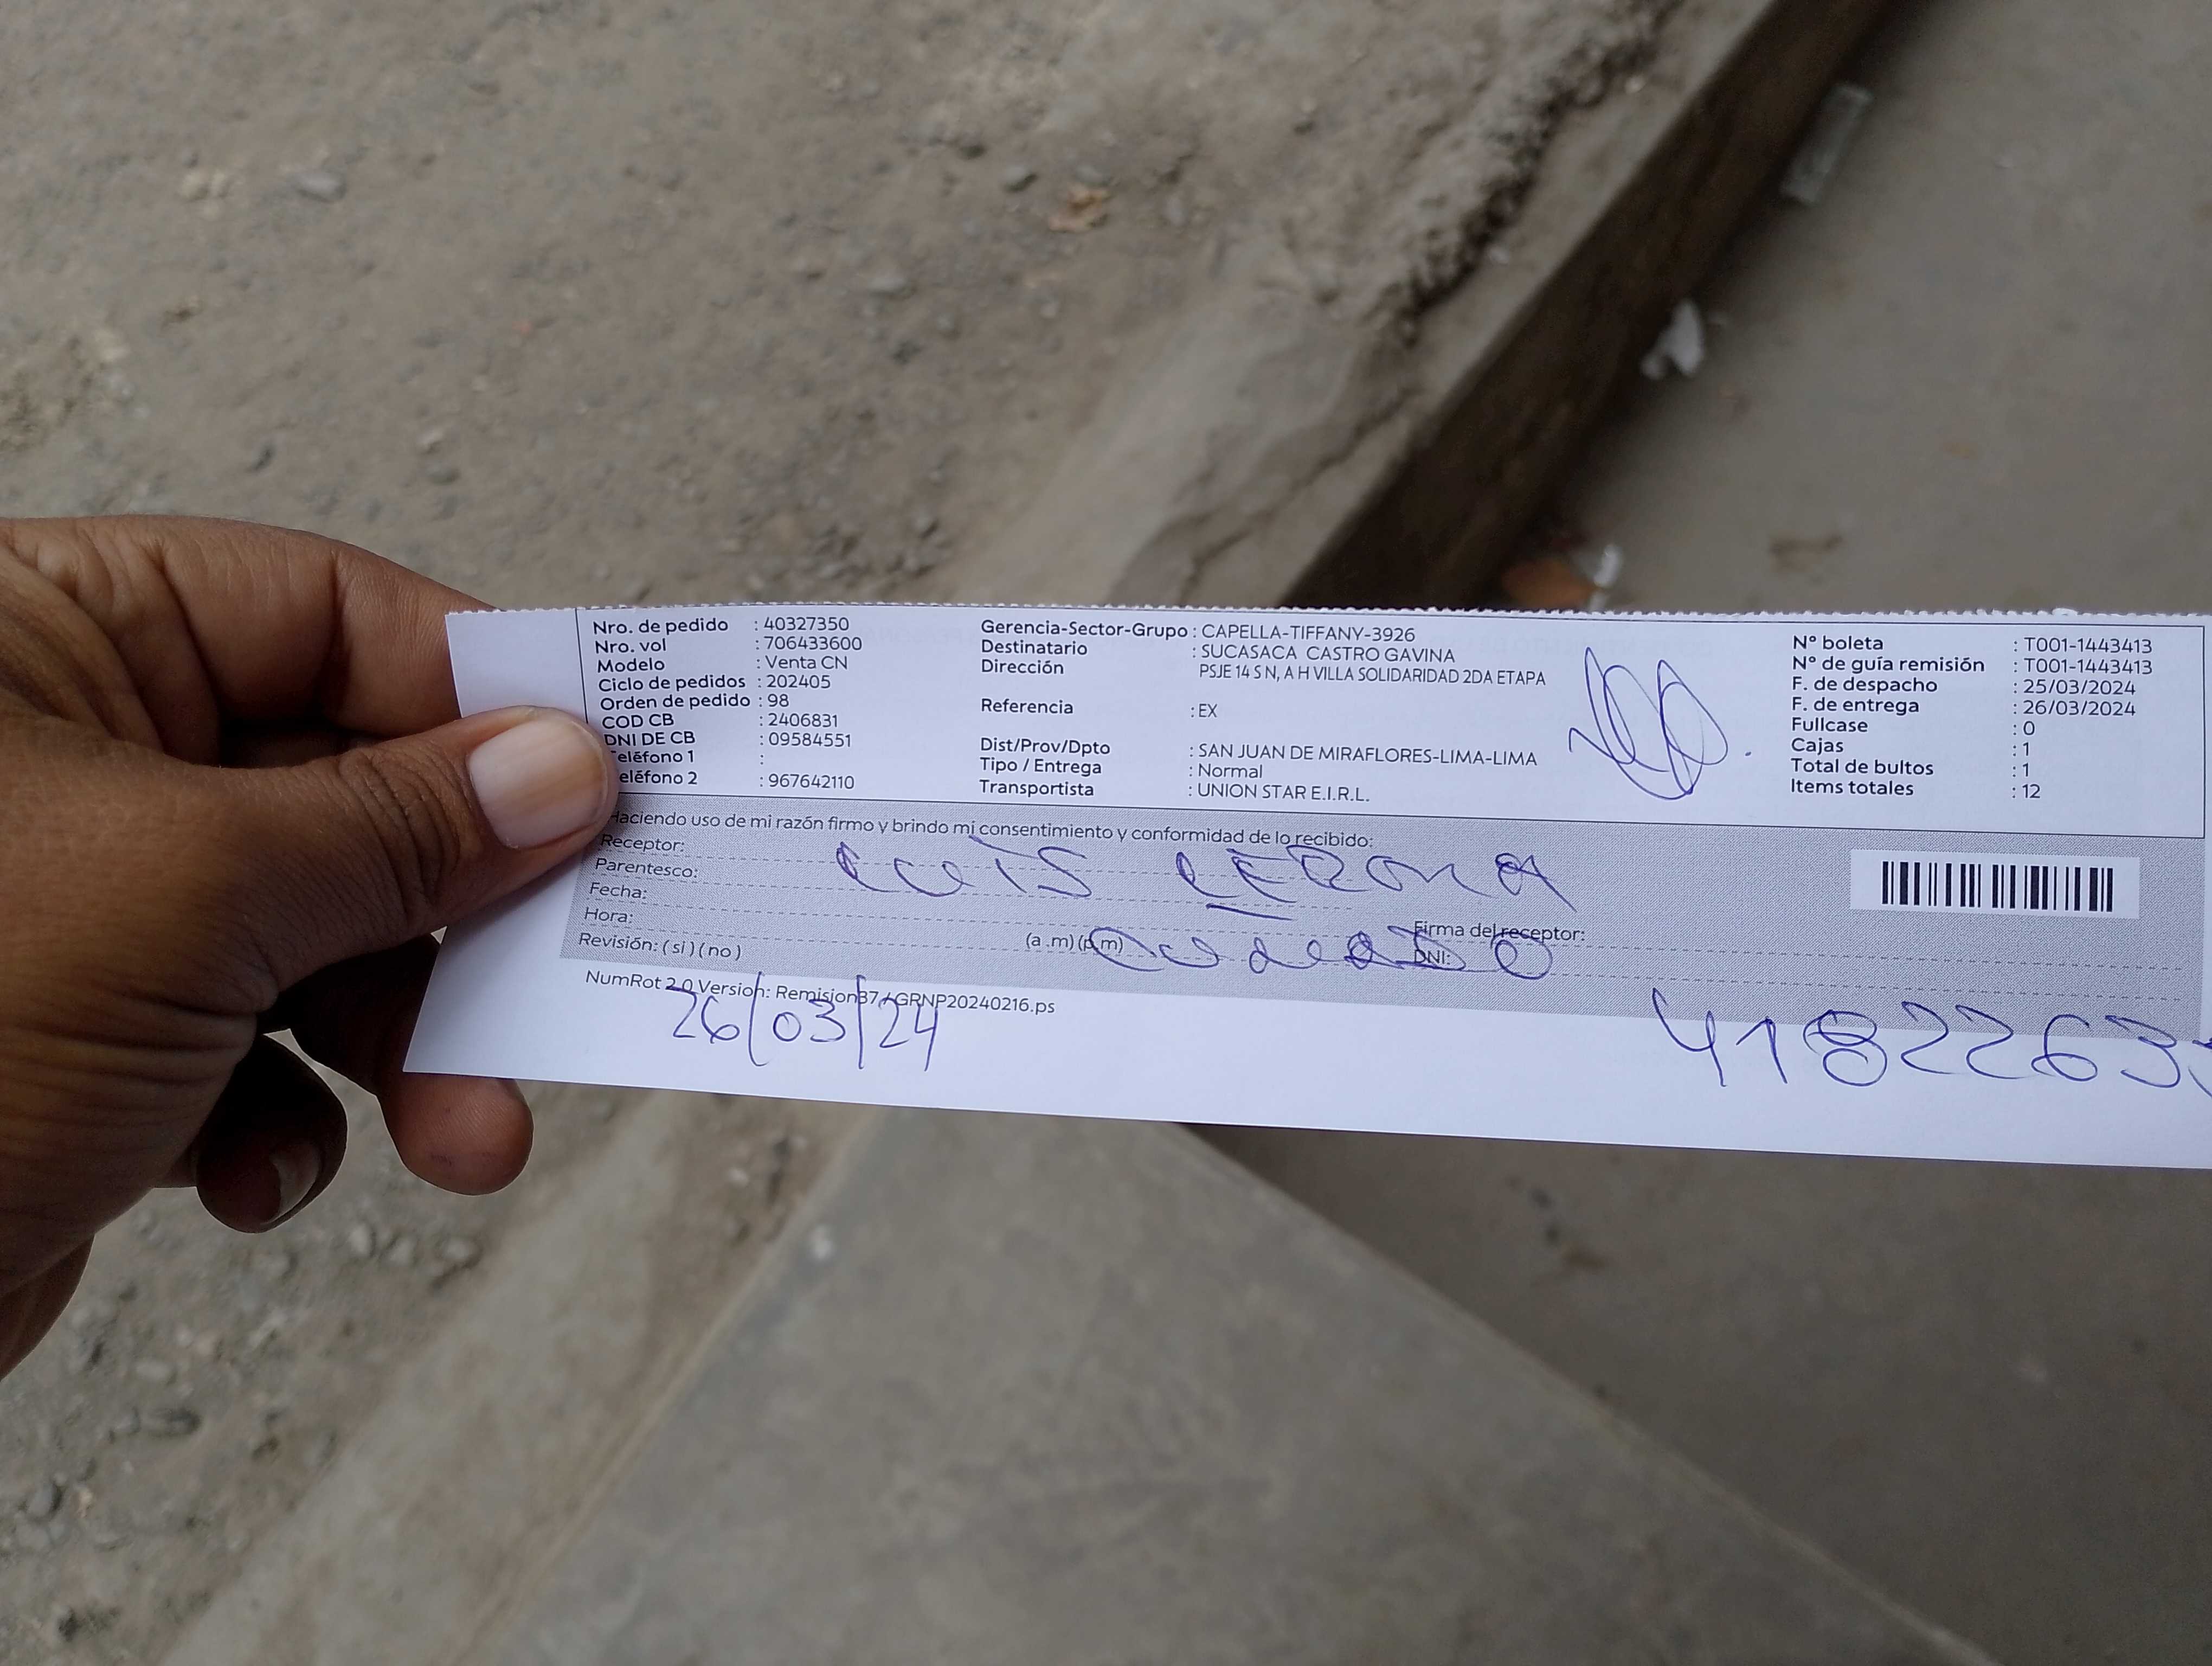 Nro. de pedido : 40327350
Nro. vol : 706433600
Modelo : Venta CN
Ciclo de pedidos : 202405
Orden de pedido : 98
COD CB : 2406831
DNI DE CB : 09584551
eléfono 1 :
eléfono 2 : 967642110
Gerencia-Sector-Grupo : CAPELLA-TIFFANY-3926
Destinatario : SUCASACA CASTRO GAVINA
Dirección PSJE 14 S N, A H VILLA SOLIDARIDAD 2DA ETAPA
Referencia : EX
Dist/Prov/Dpto : SAN JUAN DE MIRAFLORES-LIMA-LIMA
Tipo / Entrega : Normal
Transportista : UNION STAR E.I.R.L.
N° boleta : T001-1443413
N° de guía remisión : T001-1443413
F. de despacho : 25/03/2024
F. de entrega : 26/03/2024
Fullcase : 0
Cajas : 1
Total de bultos : 1
Items totales : 12
Haciendo uso de mi razón firmo y brindo mi consentimiento y conformidad de lo recibido:
Receptor:
LUIS LERMA
Parentesco:
Fecha:
Hora: (a .m) (p.m)
Firma del receptor:
DNI:
Revisión: ( si ) ( no )
NumRot 2.0 Version: Remision37 / GRNP20240216.ps
26/03/24
4182263